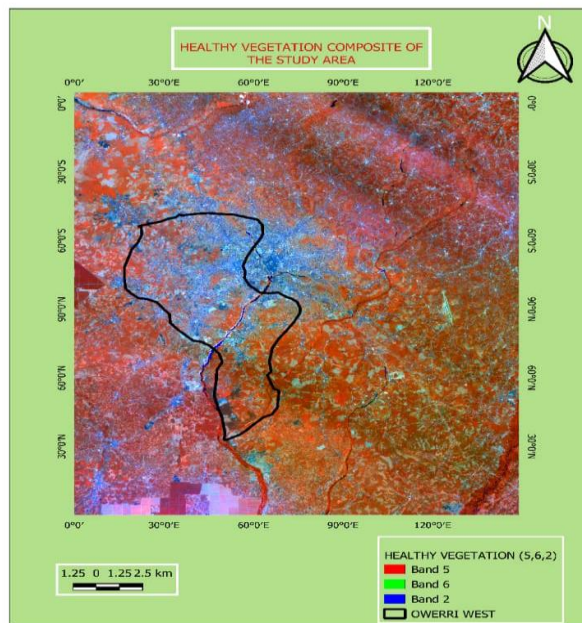 N
HEALTHY VEGETATION COMPOSITE OF
THE STUDY AREA
0°0'
30°0'E
60°0'E
90°0'E
120°0'E
0°0'
30°0'S
60°0'S
90°0'N
60°0'N
30°0'N
0°0'
30°0'S
60°0'S
90°0'N
60°0'N
30°0'N
0°0'
30°0'E
60°0'E
90°0'E
120°0'E
1.25 0 1.25 2.5 km
HEALTHY VEGETATION (5,6,2)
Band 5
Band 6
Band 2
OWERRI WEST